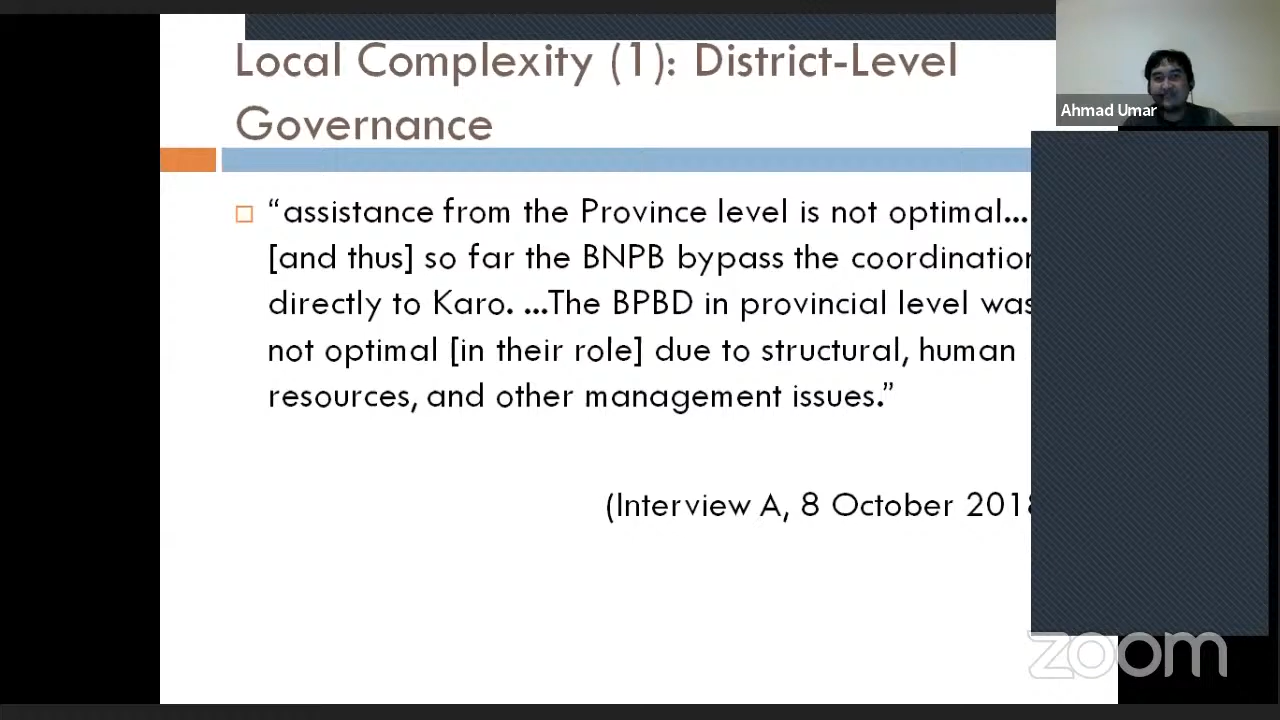 Local Complexity (1): District-Level
Governance
Ahmad Umar
“assistance from the Province level is not optimal...
[and thus] so far the BNPB bypass the coordination
directly to Karo. ...The BPBD in provincial level was
not optimal [in their role] due to structural, human
resources, and other management issues.”
(Interview A, 8 October 2018
zoom